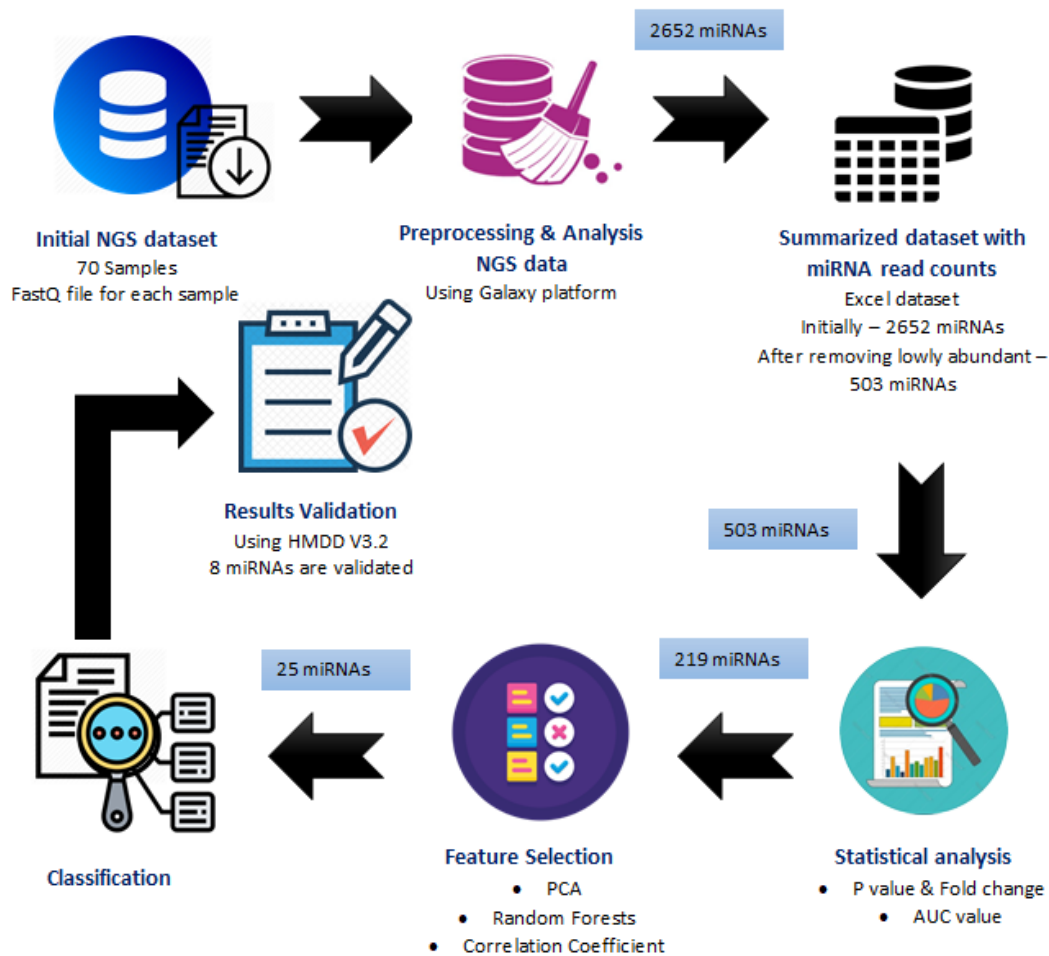 2652 miRNAs
Initial NGS dataset
70 Samples
FastQ file for each sample
Preprocessing & Analysis
NGS data
Using Galaxy platform
Summarized dataset with
miRNA read counts
Excel dataset
Initially – 2652 miRNAs
After removing lowly abundant –
503 miRNAs
503 miRNAs
Statistical analysis
• P value & Fold change
• AUC value
219 miRNAs
Feature Selection
• PCA
• Random Forests
• Correlation Coefficient
25 miRNAs
Classification
Results Validation
Using HMDD V3.2
8 miRNAs are validated